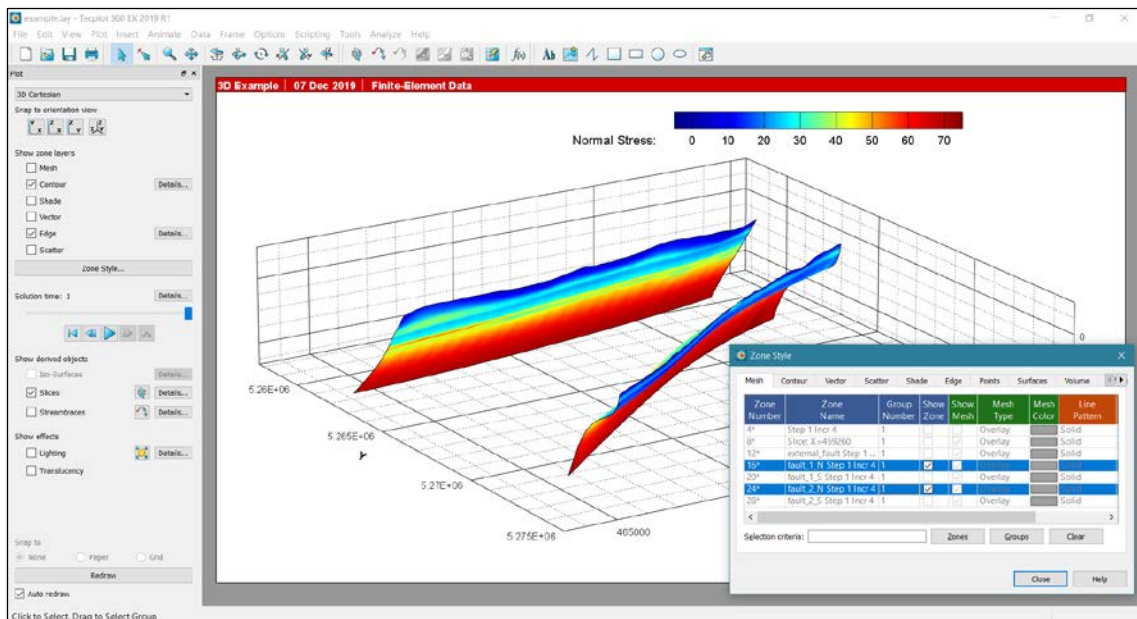 example.lay - Tecplot 360 EX 2019 R1
File Edit View Plot Insert Animate Data Frame Options Scripting Tools Analyze Help
Plot
3D Cartesian
Snap to orientation view
Show zone layers
Mesh
Contour Details...
Shade
Vector
Edge Details...
Scatter
Zone Style...
Solution time: 1 Details...
Show derived objects
Iso-Surfaces Details...
Slices Details...
Streamtraces Details...
Show effects
Lighting Details...
Translucency
Snap to
None Paper Grid
Redraw
Auto redraw
Click to Select, Drag to Select Group
3D Example | 07 Dec 2019 | Finite-Element Data
Normal Stress: 0 10 20 30 40 50 60 70
5.26E+06
5.265E+06
Y
5.27E+06
5.275E+06
465000
0
Zone Style
Mesh Contour Vector Scatter Shade Edge Points Surfaces Volume
Zone Number Zone Name Group Number Show Zone Show Mesh Mesh Type Mesh Color Line Pattern
4* Step 1 Incr 4 1 Overlay Solid
8* Slice: X=459260 1 Overlay Solid
12* external_fault Step 1 ... 1 Overlay Solid
16* fault_1_N Step 1 Incr 4 1 Overlay Solid
20* fault_1_S Step 1 Incr 4 1 Overlay Solid
24* fault_2_N Step 1 Incr 4 1 Overlay Solid
28* fault_2_S Step 1 Incr 4 1 Overlay Solid
Selection criteria: Zones Groups Clear
Close Help